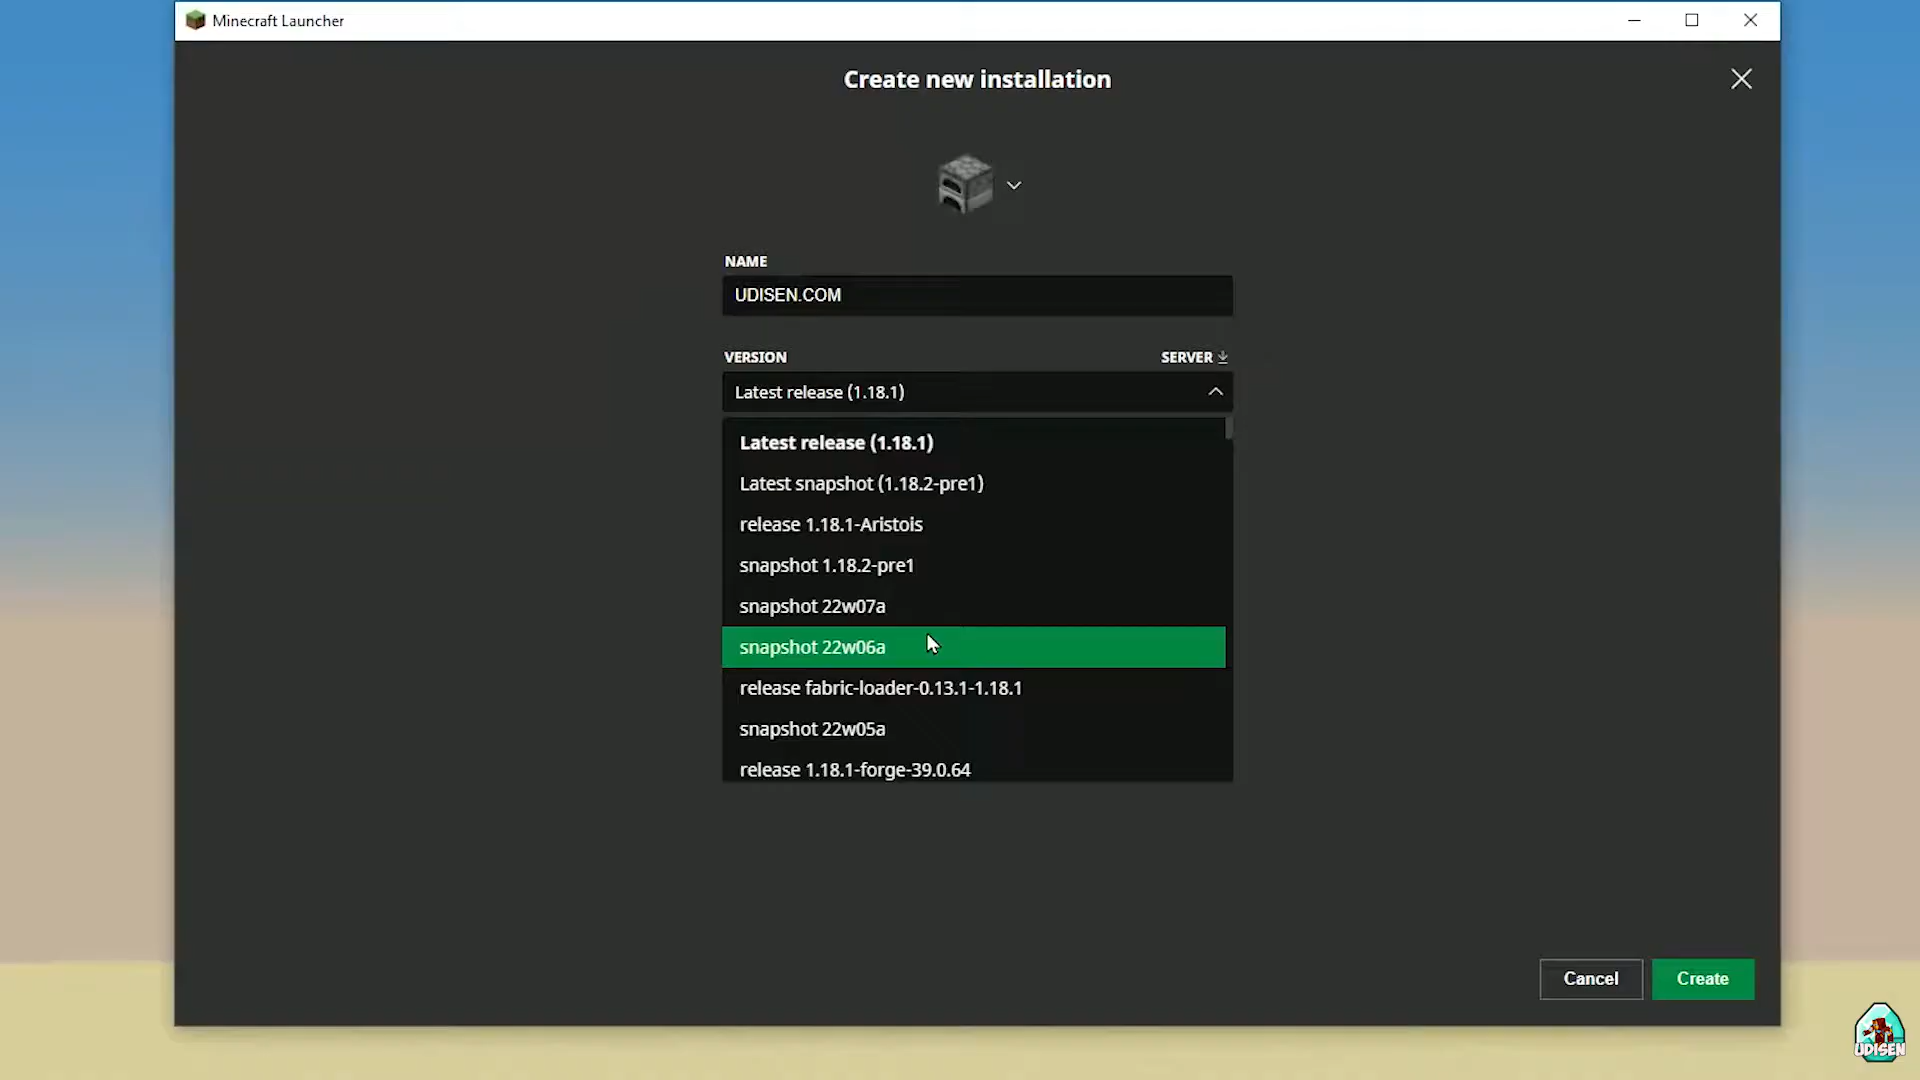 Minecraft Launcher
Create new installation
NAME
UDISEN.COM
VERSION
SERVER
Latest release (1.18.1)
Latest release (1.18.1)
Latest snapshot (1.18.2-pre1)
release 1.18.1-Aristois
snapshot 1.18.2-pre1
snapshot 22w07a
snapshot 22w06a
release fabric-loader-0.13.1-1.18.1
snapshot 22w05a
release 1.18.1-forge-39.0.64
Cancel
Create
UDISEN